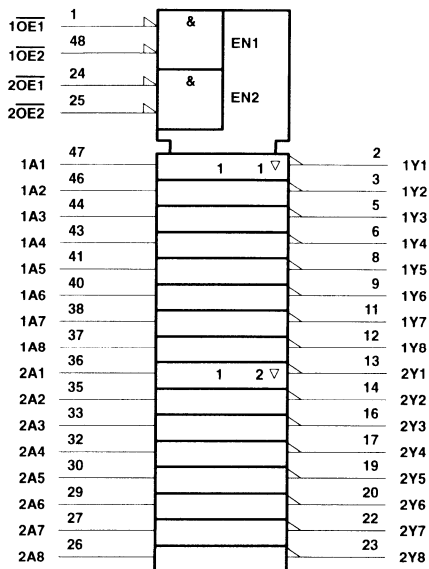 1OE1 1 &
1OE2 48 EN1
2OE1 24 &
2OE2 25 EN2
1A1 47 1 1 ▽ 2 1Y1
1A2 46 3 1Y2
1A3 44 5 1Y3
1A4 43 6 1Y4
1A5 41 8 1Y5
1A6 40 9 1Y6
1A7 38 11 1Y7
1A8 37 12 1Y8
2A1 36 1 2 ▽ 13 2Y1
2A2 35 14 2Y2
2A3 33 16 2Y3
2A4 32 17 2Y4
2A5 30 19 2Y5
2A6 29 20 2Y6
2A7 27 22 2Y7
2A8 26 23 2Y8